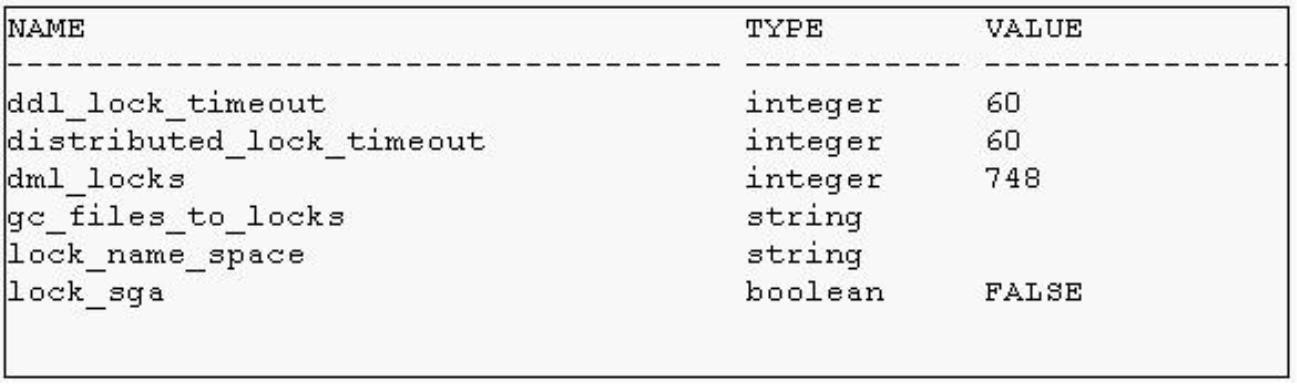 NAME TYPE VALUE
------------------------------------ ----------- ----------------
ddl_lock_timeout integer 60
distributed_lock_timeout integer 60
dml_locks integer 748
gc_files_to_locks string
lock_name_space string
lock_sga boolean FALSE